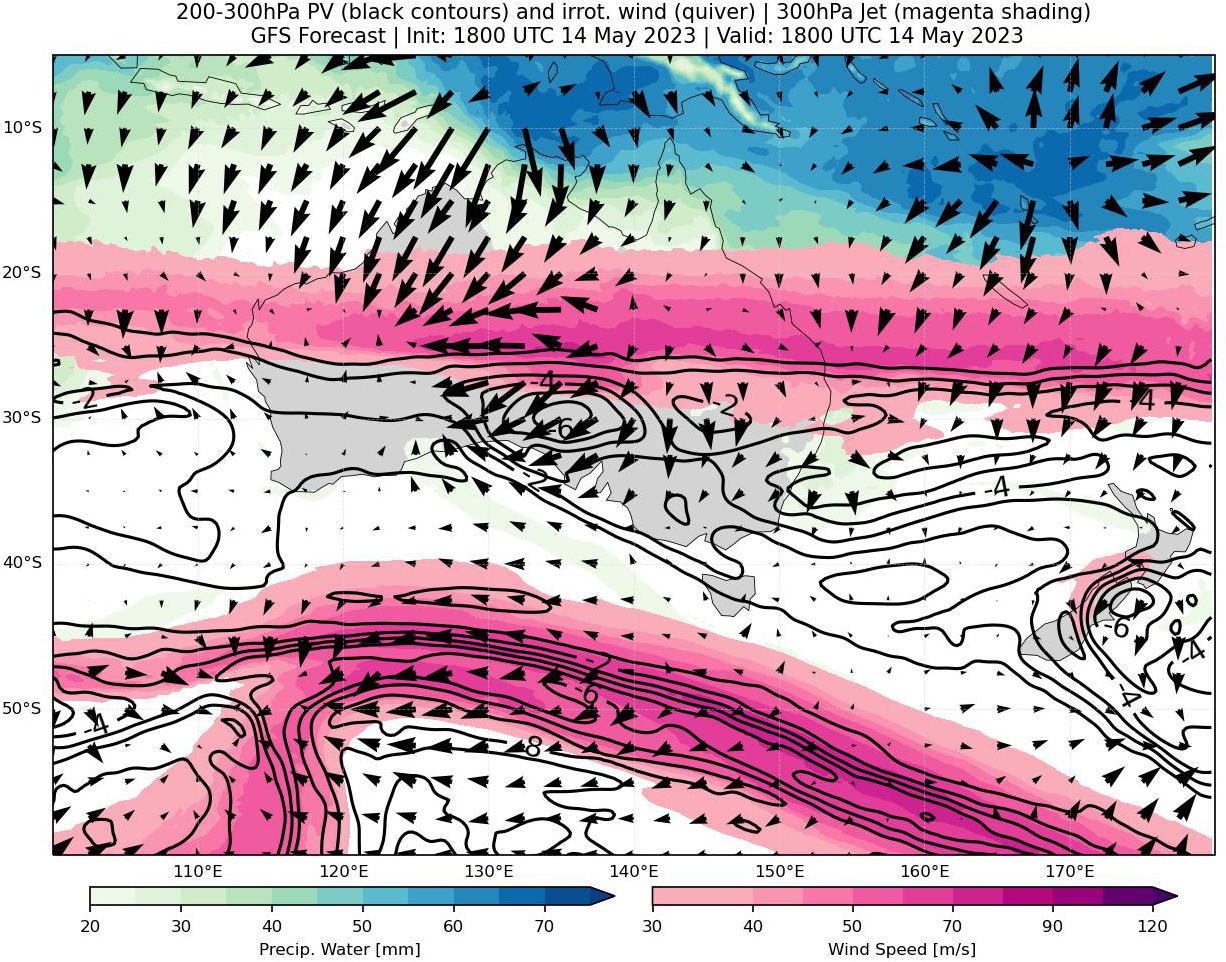 200-300hPa PV (black contours) and irrot. wind (quiver) | 300hPa Jet (magenta shading)
GFS Forecast | Init: 1800 UTC 14 May 2023 | Valid: 1800 UTC 14 May 2023
10°S
20°S
30°S
40°S
50°S
-4
-6
-2
-2
-4
-4
-2
-6
-4
-4
-6
-4
-8
110°E 120°E 130°E 140°E 150°E 160°E 170°E
20 30 40 50 60 70
Precip. Water [mm]
30 40 50 70 90 120
Wind Speed [m/s]